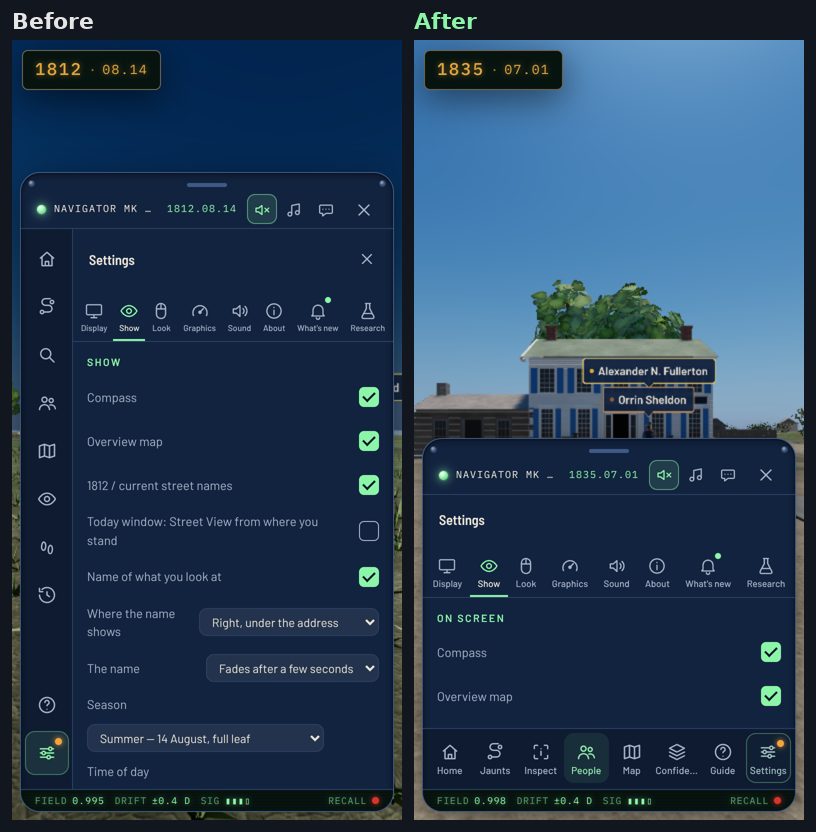 Before
1812 · 08.14
NAVIGATOR MK … 1812.08.14
Settings
Display Show Look Graphics Sound About What's new Research
SHOW
Compass
Overview map
1812 / current street names
Today window: Street View from where you
stand
Name of what you look at
Where the name
shows
Right, under the address
The name
Fades after a few seconds
Season
Summer — 14 August, full leaf
Time of day
FIELD 0.995 DRIFT ±0.4 D SIG RECALL
d
After
1835 · 07.01
Alexander N. Fullerton
Orrin Sheldon
NAVIGATOR MK … 1835.07.01
Settings
Display Show Look Graphics Sound About What's new Research
ON SCREEN
Compass
Overview map
Home Jaunts Inspect People Map Confide… Guide Settings
FIELD 0.998 DRIFT ±0.4 D SIG RECALL